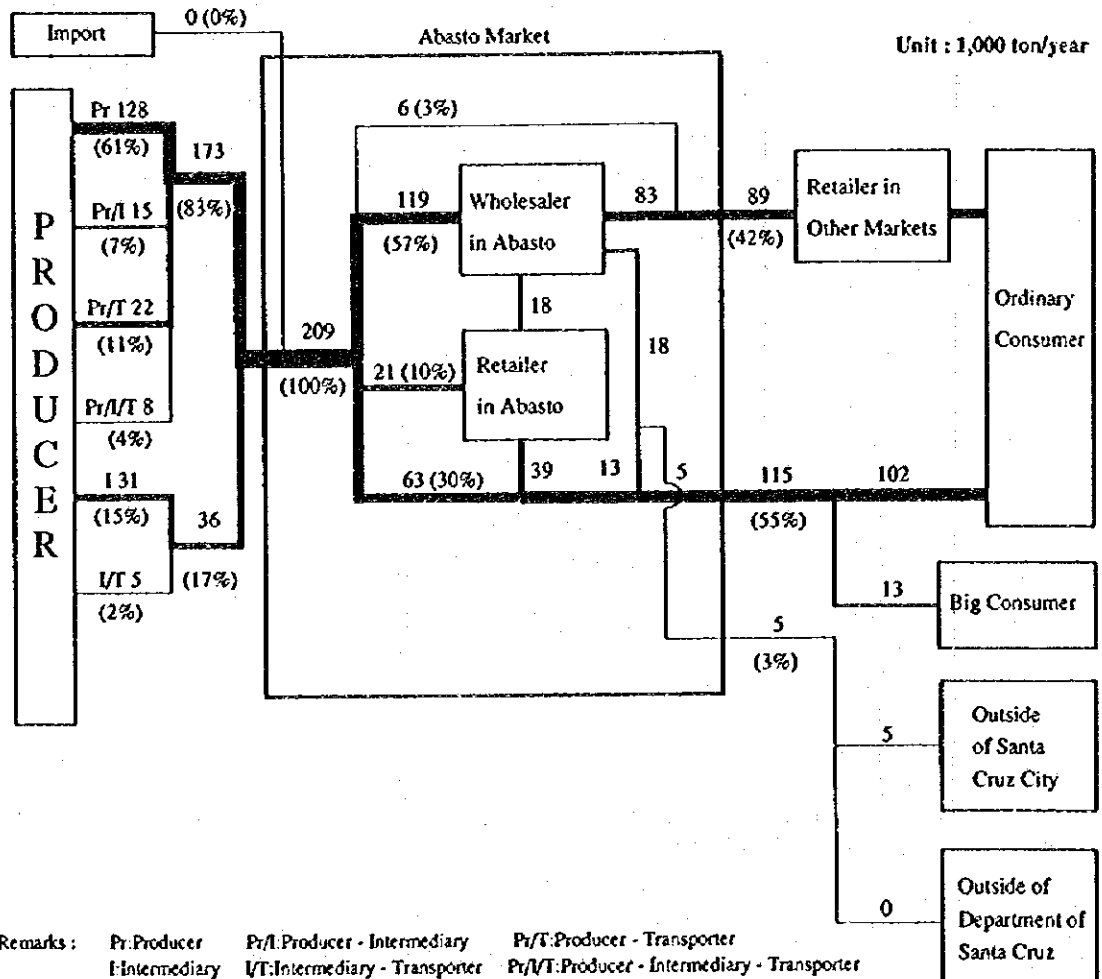 Import
0 (0%)
Abasto Market
Unit : 1,000 ton/year
PRODUCER
Pr 128
(61%)
173
(83%)
Pr/I 15
(7%)
Pr/T 22
(11%)
Pr/I/T 8
(4%)
I 31
(15%)
36
(17%)
I/T 5
(2%)
209
(100%)
6 (3%)
119
(57%)
Wholesaler
in Abasto
83
89
(42%)
Retailer in
Other Markets
Ordinary
Consumer
18
18
21 (10%)
Retailer
in Abasto
63 (30%)
39
13
5
115
(55%)
102
13
Big Consumer
5
(3%)
5
Outside
of Santa
Cruz City
0
Outside of
Department of
Santa Cruz
Remarks : Pr:Producer Pr/I:Producer - Intermediary Pr/T:Producer - Transporter
I:Intermediary I/T:Intermediary - Transporter Pr/I/T:Producer - Intermediary - Transporter